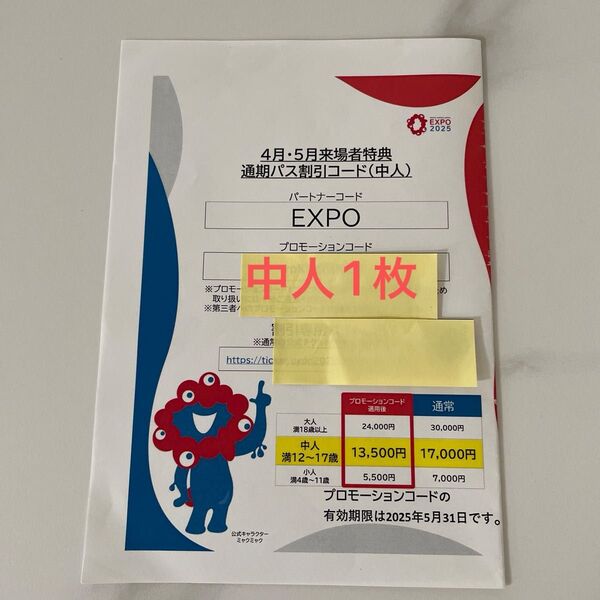 EXPO
2025
4月・5月来場者特典
通期パス割引コード(中人)
パートナーコード
EXPO
プロモーションコード
中人1枚
※プロモー
ため
取り扱い
※第三者
※通常
https://tic
プロモーションコード
適用後
通常
大人
満18歳以上
24,000円
30,000円
中人
満12～17歳
13,500円
17,000円
小人
満4歳～11歳
5,500円
7,000円
プロモーションコードの
有効期限は2025年5月31日です。
公式キャラクター
ミャクミャク